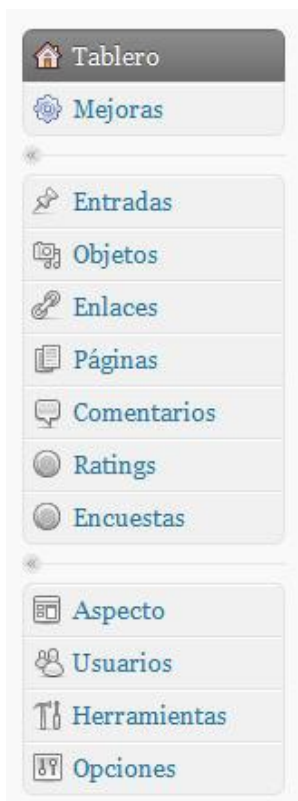 Tablero
Mejoras
Entradas
Objetos
Enlaces
Páginas
Comentarios
Ratings
Encuestas
Aspecto
Usuarios
Herramientas
Opciones